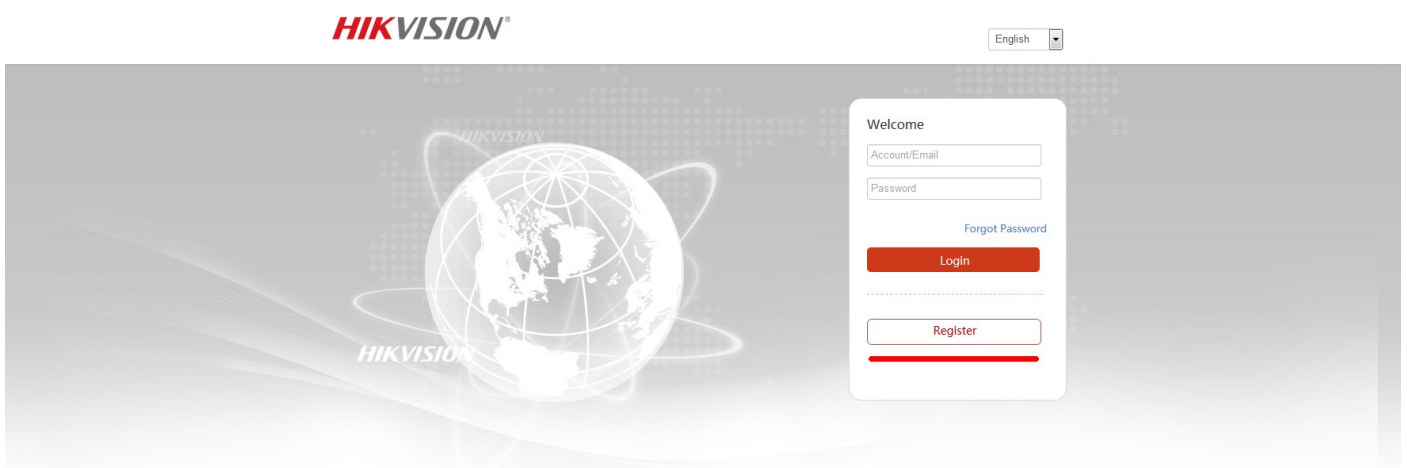 HIKVISION®
English
HIKVISION
Welcome
Account/Email
Password
Forgot Password
Login
Register
HIKVISION